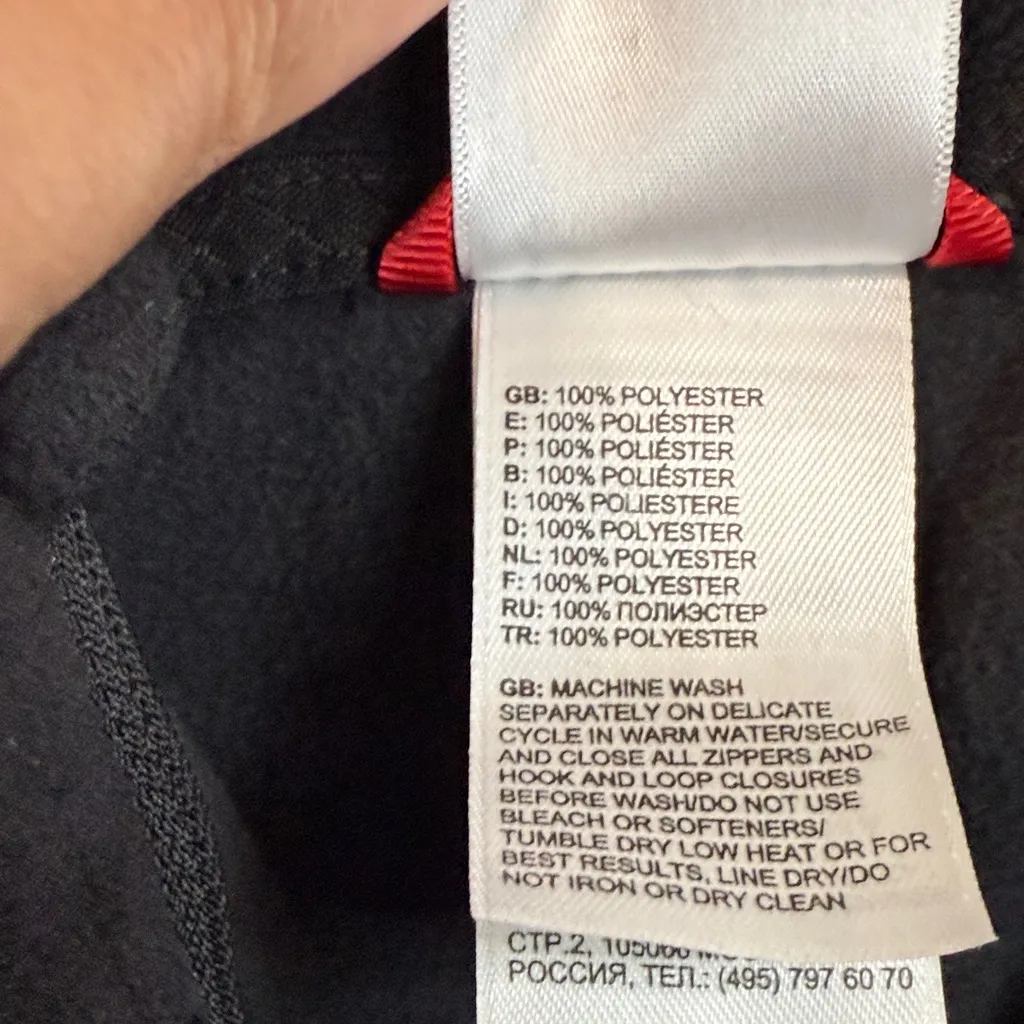 GB: 100% POLYESTER
E: 100% POLIÉSTER
P: 100% POLIÉSTER
B: 100% POLIÉSTER
I: 100% POLIESTERE
D: 100% POLYESTER
NL: 100% POLYESTER
F: 100% POLYESTER
RU: 100% ПОЛИЭСТЕР
TR: 100% POLYESTER
GB: MACHINE WASH
SEPARATELY ON DELICATE
CYCLE IN WARM WATER/SECURE
AND CLOSE ALL ZIPPERS AND
HOOK AND LOOP CLOSURES
BEFORE WASH/DO NOT USE
BLEACH OR SOFTENERS/
TUMBLE DRY LOW HEAT OR FOR
BEST RESULTS, LINE DRY/DO
NOT IRON OR DRY CLEAN
СТР.2,
РОССИЯ, ТЕЛ.: (495) 797 60 70